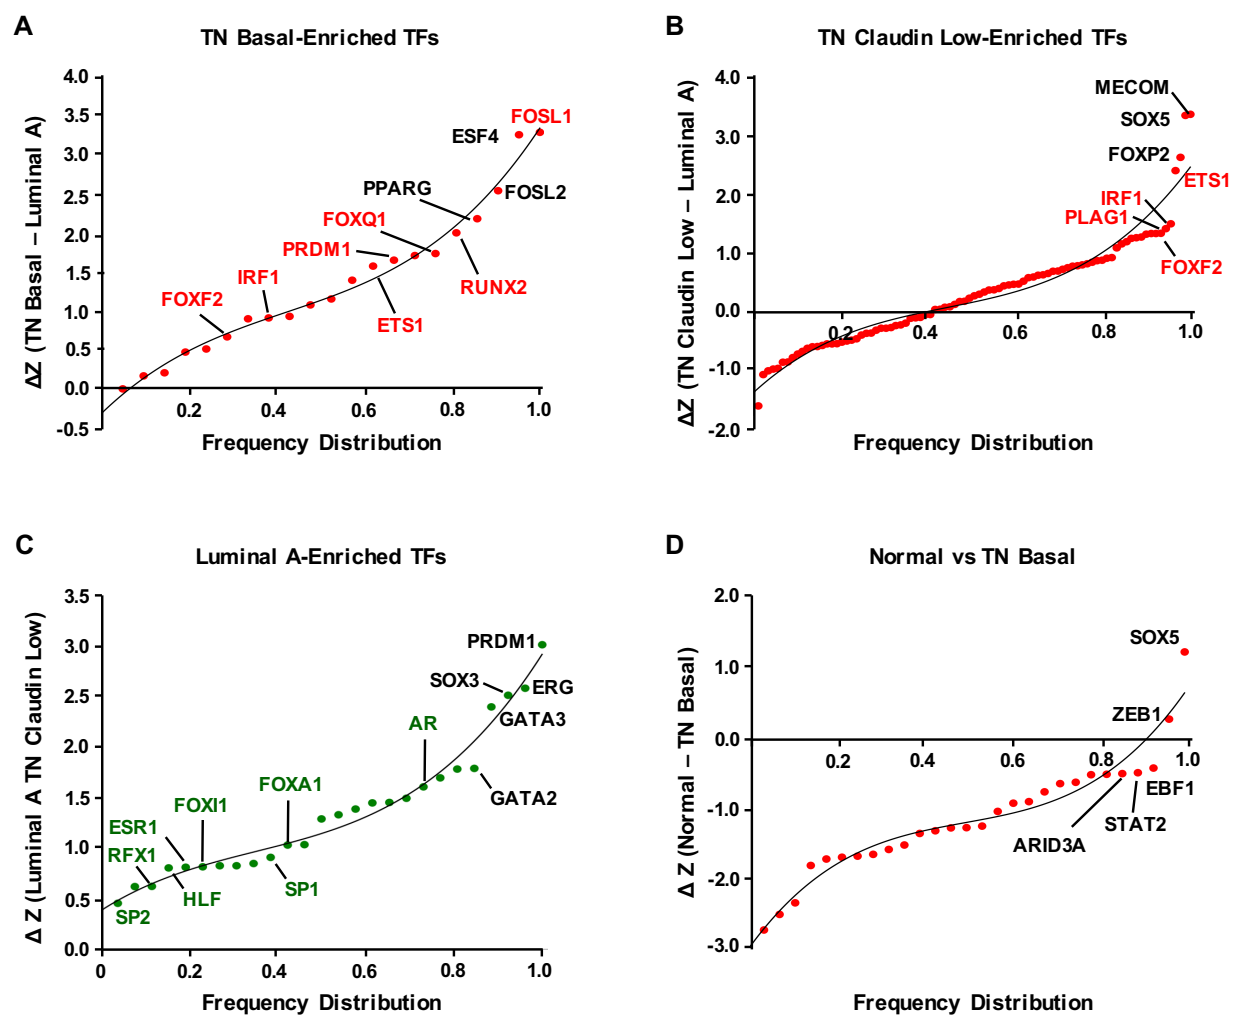 A
TN Basal-Enriched TFs
ΔZ (TN Basal – Luminal A)
4.0
3.5
3.0
2.5
2.0
1.5
1.0
0.5
0.0
-0.5
0.2
0.4
0.6
0.8
1.0
FOSL1
ESF4
PPARG
FOSL2
FOXQ1
PRDM1
RUNX2
IRF1
FOXF2
ETS1
Frequency Distribution
B
TN Claudin Low-Enriched TFs
ΔZ (TN Claudin Low – Luminal A)
4.0
3.0
2.0
1.0
0.0
-1.0
-2.0
0.2
0.4
0.6
0.8
1.0
MECOM
SOX5
FOXP2
ETS1
IRF1
PLAG1
FOXF2
Frequency Distribution
C
Luminal A-Enriched TFs
Δ Z (Luminal A TN Claudin Low)
3.5
3.0
2.5
2.0
1.5
1.0
0.5
0.0
0
0.2
0.4
0.6
0.8
1.0
PRDM1
SOX3
ERG
GATA3
AR
GATA2
FOXA1
FOXI1
ESR1
RFX1
HLF
SP1
SP2
Frequency Distribution
D
Normal vs TN Basal
Δ Z (Normal – TN Basal)
2.0
1.0
0.0
-1.0
-2.0
-3.0
0.2
0.4
0.6
0.8
1.0
SOX5
ZEB1
EBF1
STAT2
ARID3A
Frequency Distribution